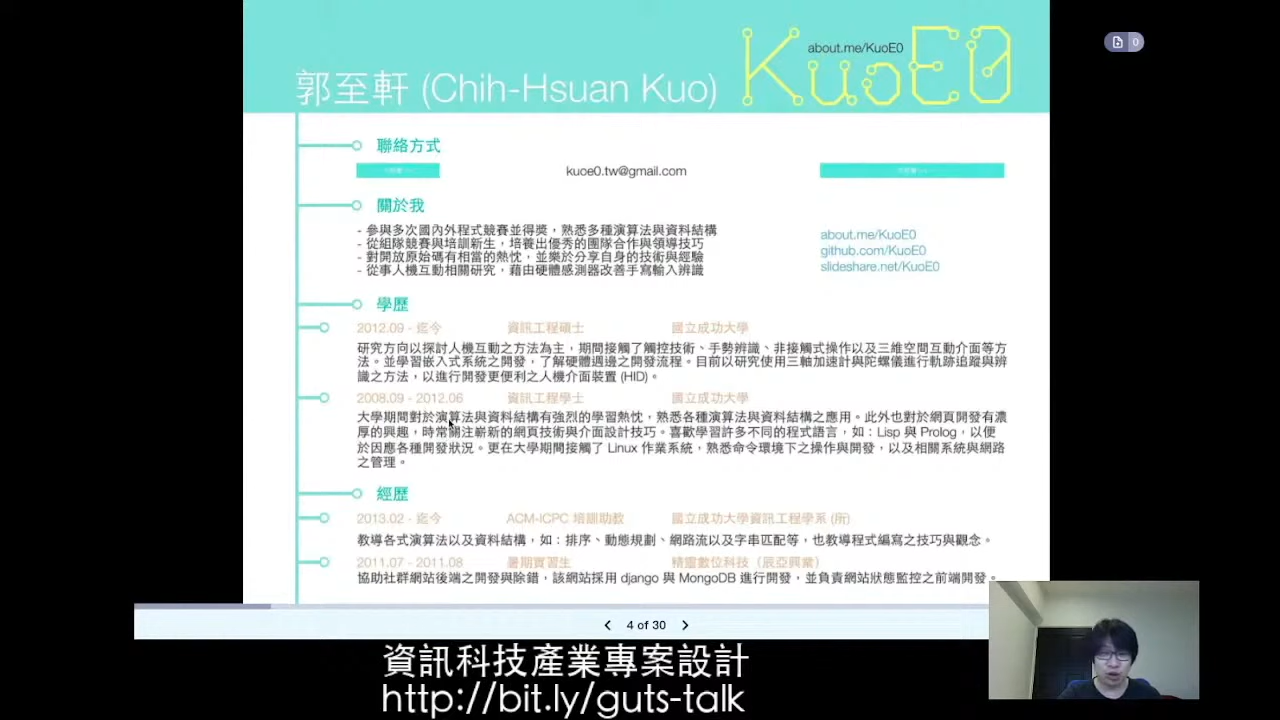 about.me/KuoE0
KuoE0
郭至軒 (Chih-Hsuan Kuo)
聯絡方式
kuoe0.tw@gmail.com
關於我
- 參與多次國內外程式競賽並得獎，熟悉多種演算法與資料結構
- 從組隊競賽與培訓新生，培養出優秀的團隊合作與領導技巧
- 對開放原始碼有相當的熱忱，並樂於分享自身的技術與經驗
- 從事人機互動相關研究，藉由硬體感測器改善手寫輸入辨識
about.me/KuoE0
github.com/KuoE0
slideshare.net/KuoE0
學歷
2012.09 - 迄今 資訊工程碩士 國立成功大學
研究方向以探討人機互動之方法為主，期間接觸了觸控技術、手勢辨識、非接觸式操作以及三維空間互動介面等方
法。並學習嵌入式系統之開發，了解硬體週邊之開發流程。目前以研究使用三軸加速計與陀螺儀進行軌跡追蹤與辨
識之方法，以進行開發更便利之人機介面裝置 (HID)。
2008.09 - 2012.06 資訊工程學士 國立成功大學
大學期間對於演算法與資料結構有強烈的學習熱忱，熟悉各種演算法與資料結構之應用。此外也對於網頁開發有濃
厚的興趣，時常關注嶄新的網頁技術與介面設計技巧。喜歡學習許多不同的程式語言，如：Lisp 與 Prolog，以便
於因應各種開發狀況。更在大學期間接觸了 Linux 作業系統，熟悉命令環境下之操作與開發，以及相關系統與網路
之管理。
經歷
2013.02 - 迄今 ACM-ICPC 培訓助教 國立成功大學資訊工程學系 (所)
教導各式演算法以及資料結構，如：排序、動態規劃、網路流以及字串匹配等，也教導程式編寫之技巧與觀念。
2011.07 - 2011.08 暑期實習生 精靈數位科技（辰亞興業）
協助社群網站後端之開發與除錯，該網站採用 django 與 MongoDB 進行開發，並負責網站狀態監控之前端開發。
0
4 of 30
資訊科技產業專案設計
http://bit.ly/guts-talk